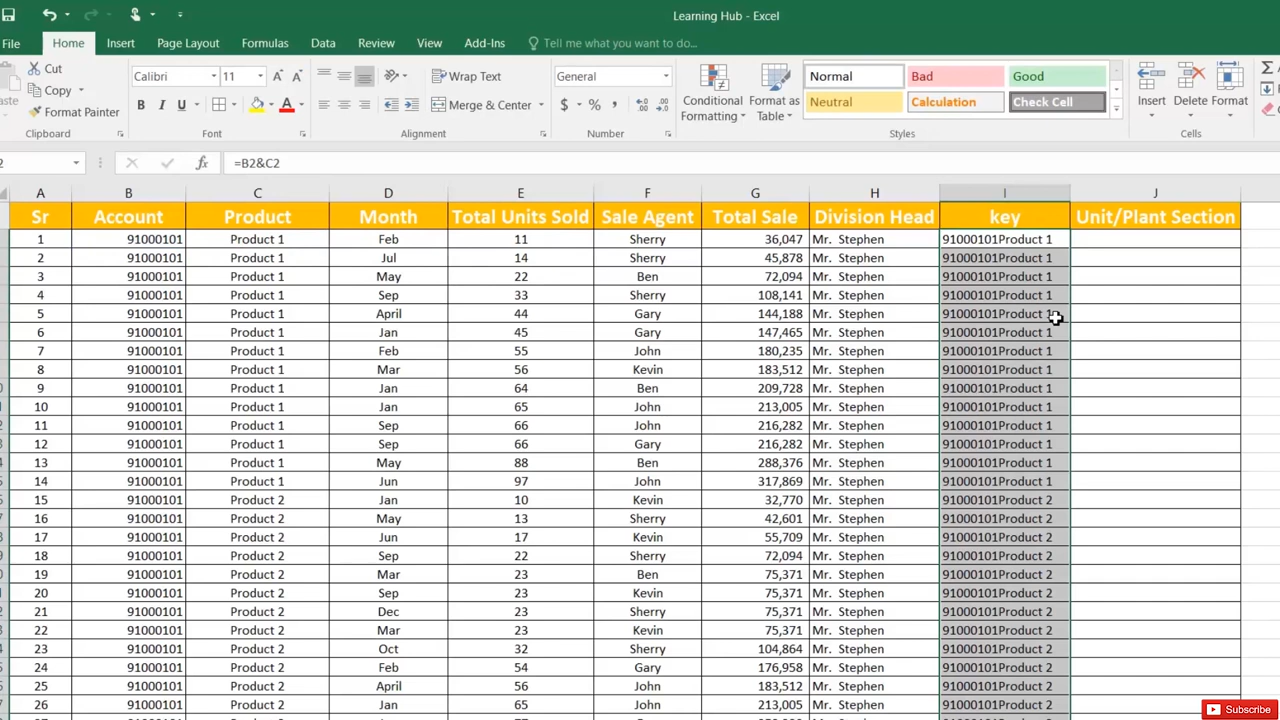 Learning Hub - Excel
File Home Insert Page Layout Formulas Data Review View Add-Ins Tell me what you want to do...
Cut
Copy
Format Painter
Clipboard
Calibri 11
B I U
Font
Wrap Text
Merge & Center
Alignment
General
$ % ,
Number
Conditional Formatting
Format as Table
Normal Bad Good
Neutral Calculation Check Cell
Styles
Insert Delete Format
Cells
=B2&C2
A B C D E F G H I J
Sr Account Product Month Total Units Sold Sale Agent Total Sale Division Head key Unit/Plant Section
1 91000101 Product 1 Feb 11 Sherry 36,047 Mr. Stephen 91000101Product 1
2 91000101 Product 1 Jul 14 Sherry 45,878 Mr. Stephen 91000101Product 1
3 91000101 Product 1 May 22 Ben 72,094 Mr. Stephen 91000101Product 1
4 91000101 Product 1 Sep 33 Sherry 108,141 Mr. Stephen 91000101Product 1
5 91000101 Product 1 April 44 Gary 144,188 Mr. Stephen 91000101Product 1
6 91000101 Product 1 Jan 45 Gary 147,465 Mr. Stephen 91000101Product 1
7 91000101 Product 1 Feb 55 John 180,235 Mr. Stephen 91000101Product 1
8 91000101 Product 1 Mar 56 Kevin 183,512 Mr. Stephen 91000101Product 1
9 91000101 Product 1 Jan 64 Ben 209,728 Mr. Stephen 91000101Product 1
10 91000101 Product 1 Jan 65 John 213,005 Mr. Stephen 91000101Product 1
11 91000101 Product 1 Sep 66 Kevin 216,282 Mr. Stephen 91000101Product 1
12 91000101 Product 1 Sep 66 Gary 216,282 Mr. Stephen 91000101Product 1
13 91000101 Product 1 May 88 Ben 288,376 Mr. Stephen 91000101Product 1
14 91000101 Product 1 Jun 97 John 317,869 Mr. Stephen 91000101Product 1
15 91000101 Product 2 Jan 10 Kevin 32,770 Mr. Stephen 91000101Product 2
16 91000101 Product 2 May 13 Sherry 42,601 Mr. Stephen 91000101Product 2
17 91000101 Product 2 Jun 17 Kevin 55,709 Mr. Stephen 91000101Product 2
18 91000101 Product 2 Sep 22 Sherry 72,094 Mr. Stephen 91000101Product 2
19 91000101 Product 2 Mar 23 Ben 75,371 Mr. Stephen 91000101Product 2
20 91000101 Product 2 Sep 23 Kevin 75,371 Mr. Stephen 91000101Product 2
21 91000101 Product 2 Dec 23 Sherry 75,371 Mr. Stephen 91000101Product 2
22 91000101 Product 2 Mar 23 Kevin 75,371 Mr. Stephen 91000101Product 2
23 91000101 Product 2 Oct 32 Sherry 104,864 Mr. Stephen 91000101Product 2
24 91000101 Product 2 Feb 54 Gary 176,958 Mr. Stephen 91000101Product 2
25 91000101 Product 2 April 56 John 183,512 Mr. Stephen 91000101Product 2
26 91000101 Product 2 Jan 65 John 213,005 Mr. Stephen 91000101Product 2
Subscribe